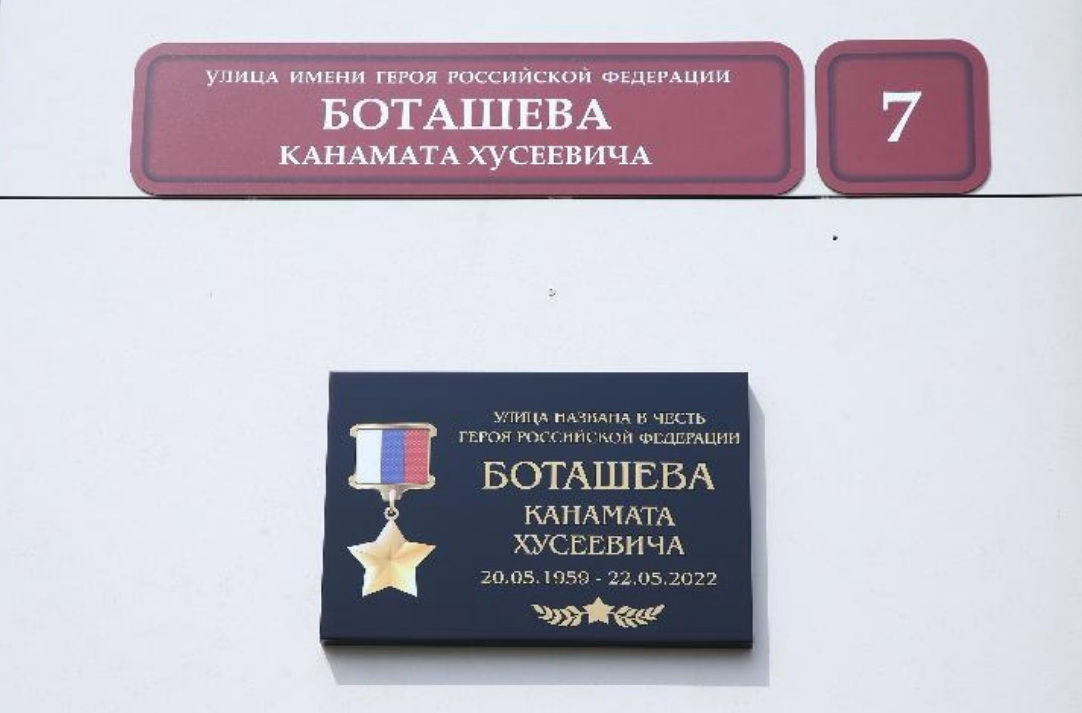 УЛИЦА ИМЕНИ ГЕРОЯ РОССИЙСКОЙ ФЕДЕРАЦИИ
БОТАШЕВА
КАНАМАТА ХУСЕЕВИЧА
7
УЛИЦА НАЗВАНА В ЧЕСТЬ
ГЕРОЯ РОССИЙСКОЙ ФЕДЕРАЦИИ
БОТАШЕВА
КАНАМАТА
ХУСЕЕВИЧА
20.05.1959 - 22.05.2022